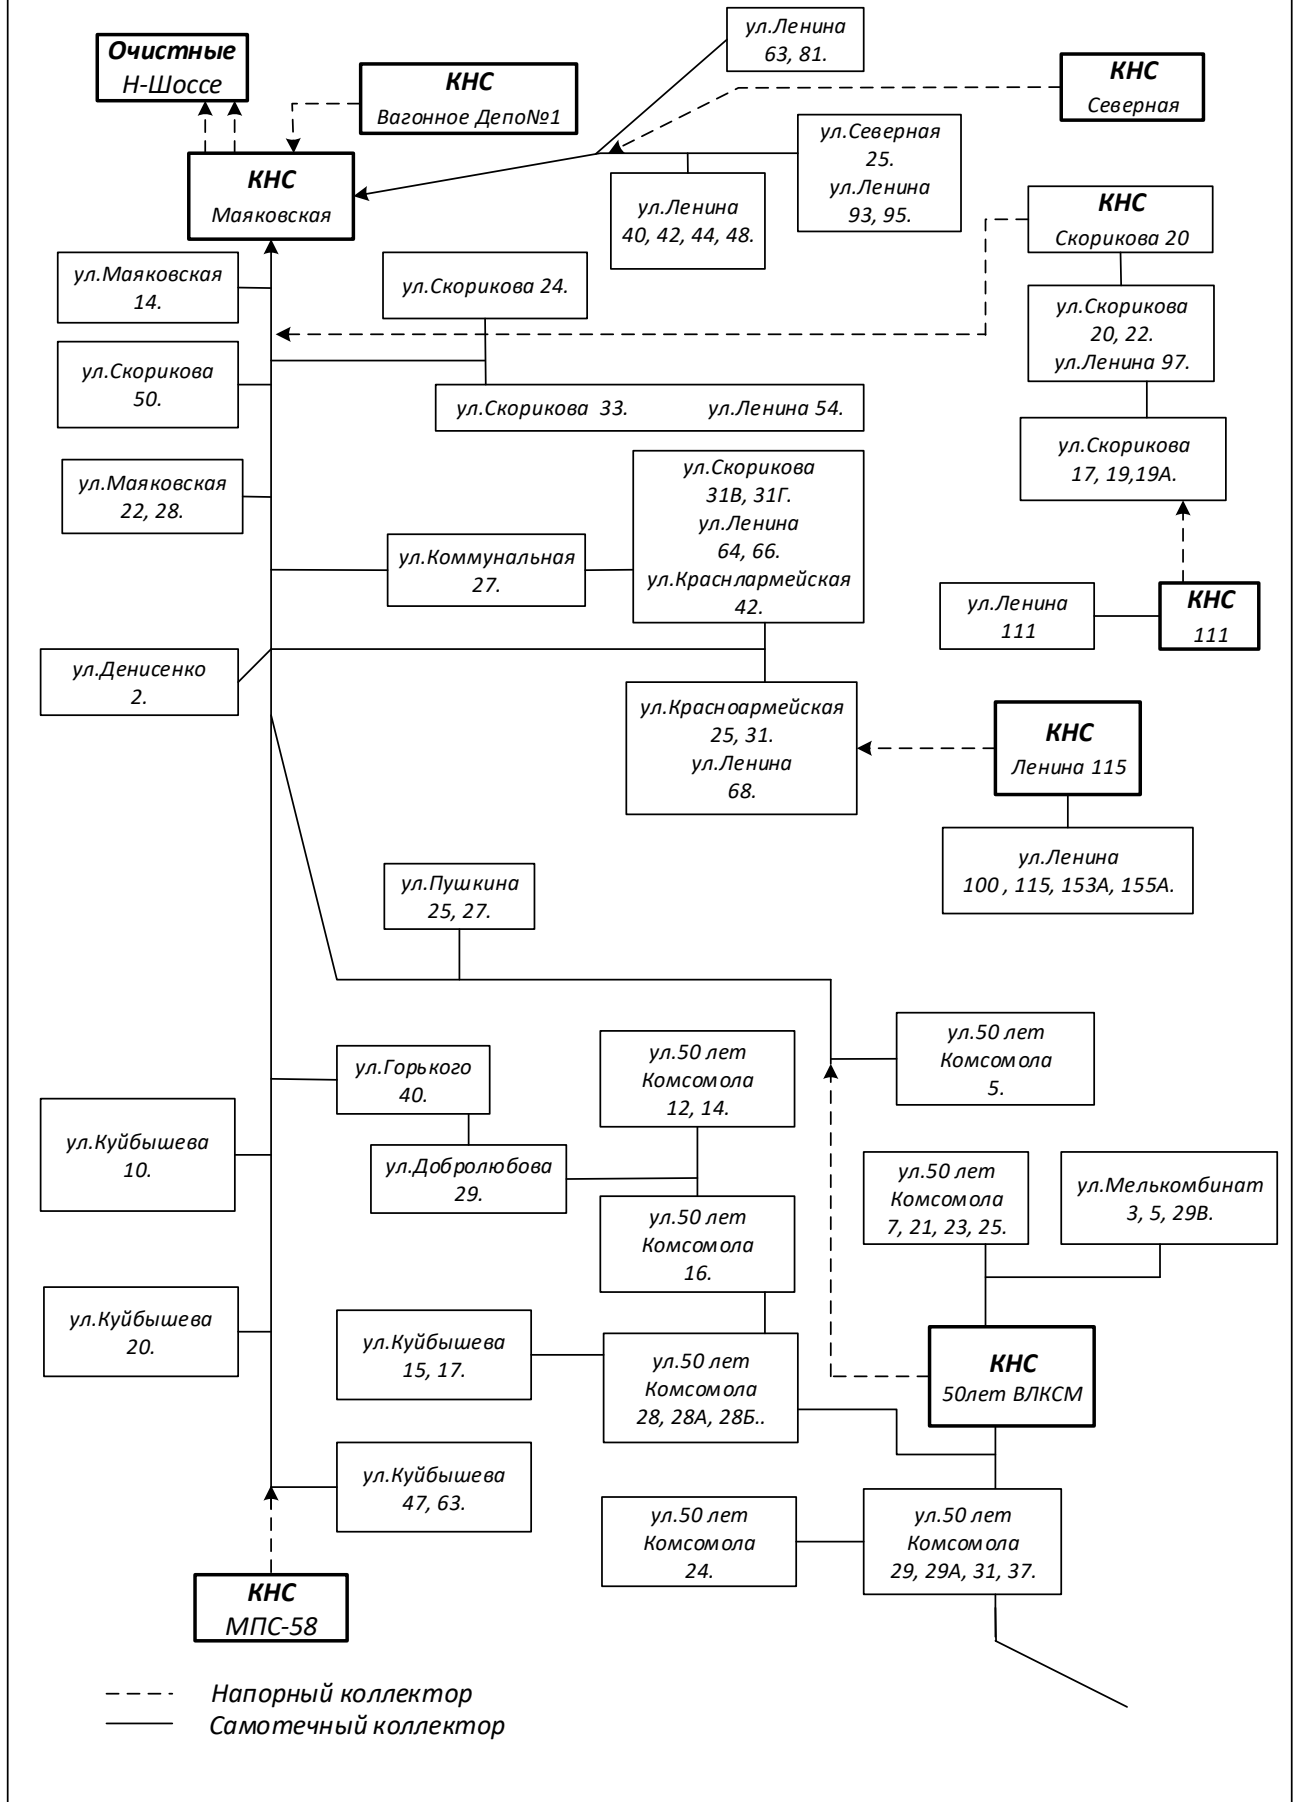 ул.Ленина
63, 81.
Очистные
Н-Шоссе
КНС
Вагонное Депо№1
КНС
Северная
ул.Северная
25.
ул.Ленина
93, 95.
КНС
Маяковская
ул.Ленина
40, 42, 44, 48.
КНС
Скорикова 20
ул.Маяковская
14.
ул.Скорикова 24.
ул.Скорикова
20, 22.
ул.Ленина 97.
ул.Скорикова
50.
ул.Скорикова 33. ул.Ленина 54.
ул.Скорикова
17, 19,19А.
ул.Маяковская
22, 28.
ул.Скорикова
31В, 31Г.
ул.Ленина
64, 66.
ул.Краснлармейская
42.
ул.Коммунальная
27.
ул.Ленина
111
КНС
111
ул.Денисенко
2.
ул.Красноармейская
25, 31.
ул.Ленина
68.
КНС
Ленина 115
ул.Ленина
100 , 115, 153А, 155А.
ул.Пушкина
25, 27.
ул.50 лет
Комсомола
5.
ул.Горького
40.
ул.50 лет
Комсомола
12, 14.
ул.Куйбышева
10.
ул.Добролюбова
29.
ул.50 лет
Комсомола
7, 21, 23, 25.
ул.Мелькомбинат
3, 5, 29В.
ул.50 лет
Комсомола
16.
ул.Куйбышева
20.
ул.Куйбышева
15, 17.
ул.50 лет
Комсомола
28, 28А, 28Б..
КНС
50лет ВЛКСМ
ул.Куйбышева
47, 63.
ул.50 лет
Комсомола
24.
ул.50 лет
Комсомола
29, 29А, 31, 37.
КНС
МПС-58
Напорный коллектор
Самотечный коллектор